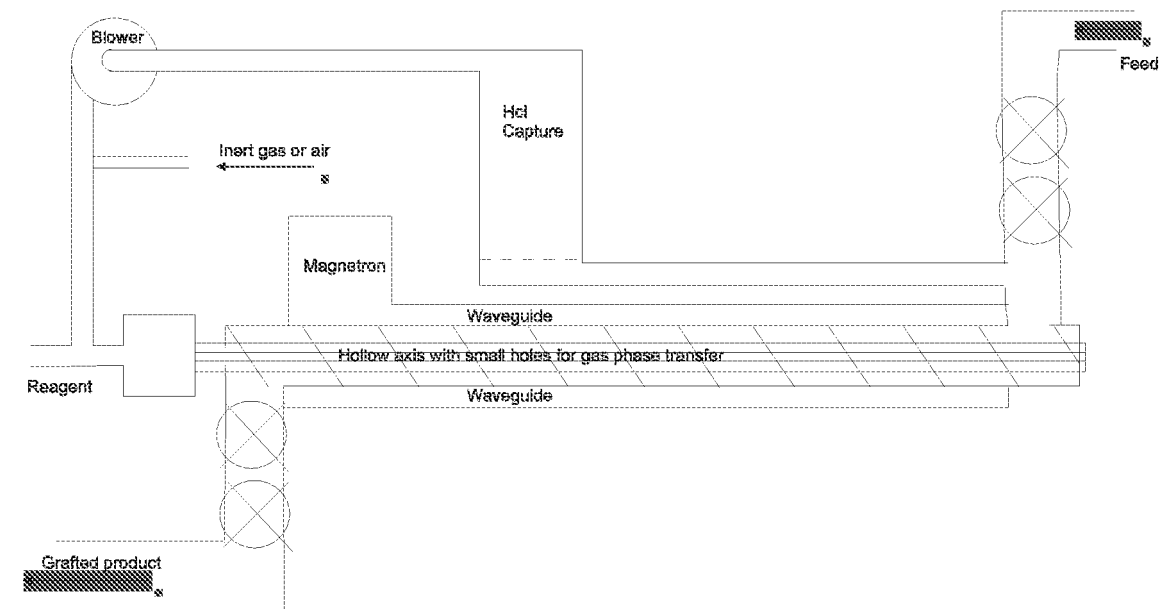 Blower
Feed
Hcl
Capture
Inert gas or air
Magnetron
Waveguide
Hollow axis with small holes for gas phase transfer
Reagent
Waveguide
Grafted product